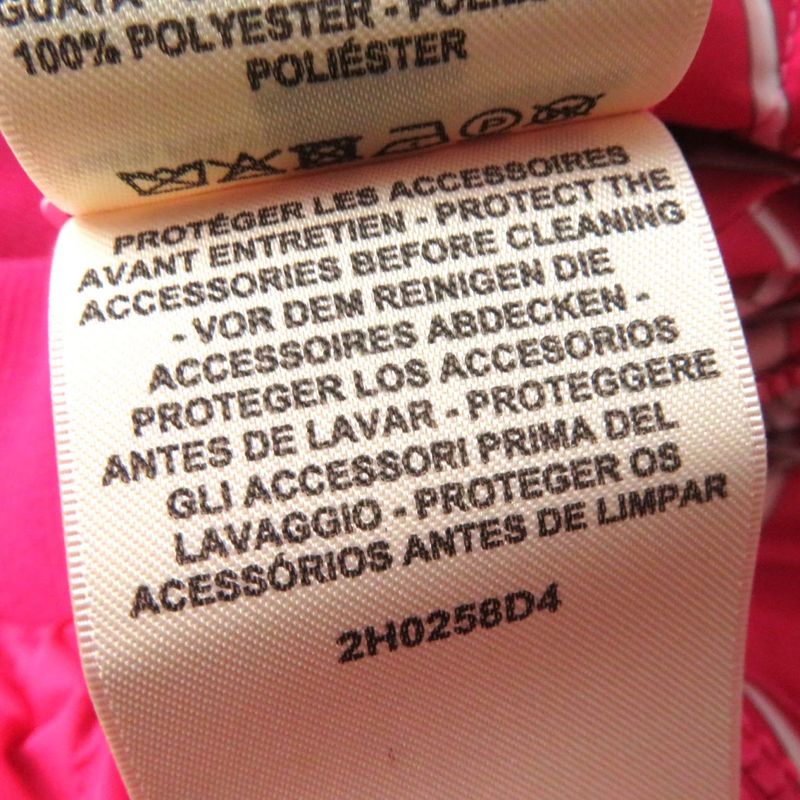 100% POLYESTER -
POLIÉSTER
PROTÉGER LES ACCESSOIRES
AVANT ENTRETIEN - PROTECT THE
ACCESSORIES BEFORE CLEANING
- VOR DEM REINIGEN DIE
ACCESSOIRES ABDECKEN -
PROTEGER LOS ACCESORIOS
ANTES DE LAVAR - PROTEGGERE
GLI ACCESSORI PRIMA DEL
LAVAGGIO - PROTEGER OS
ACESSÓRIOS ANTES DE LIMPAR
2H0258D4